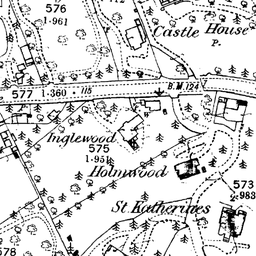 576
1·961
Castle House
P.
577 1·360 115
B.M.124
Inglewood
575
1·951
Holmwood
573
2·983
St. Katherines
578